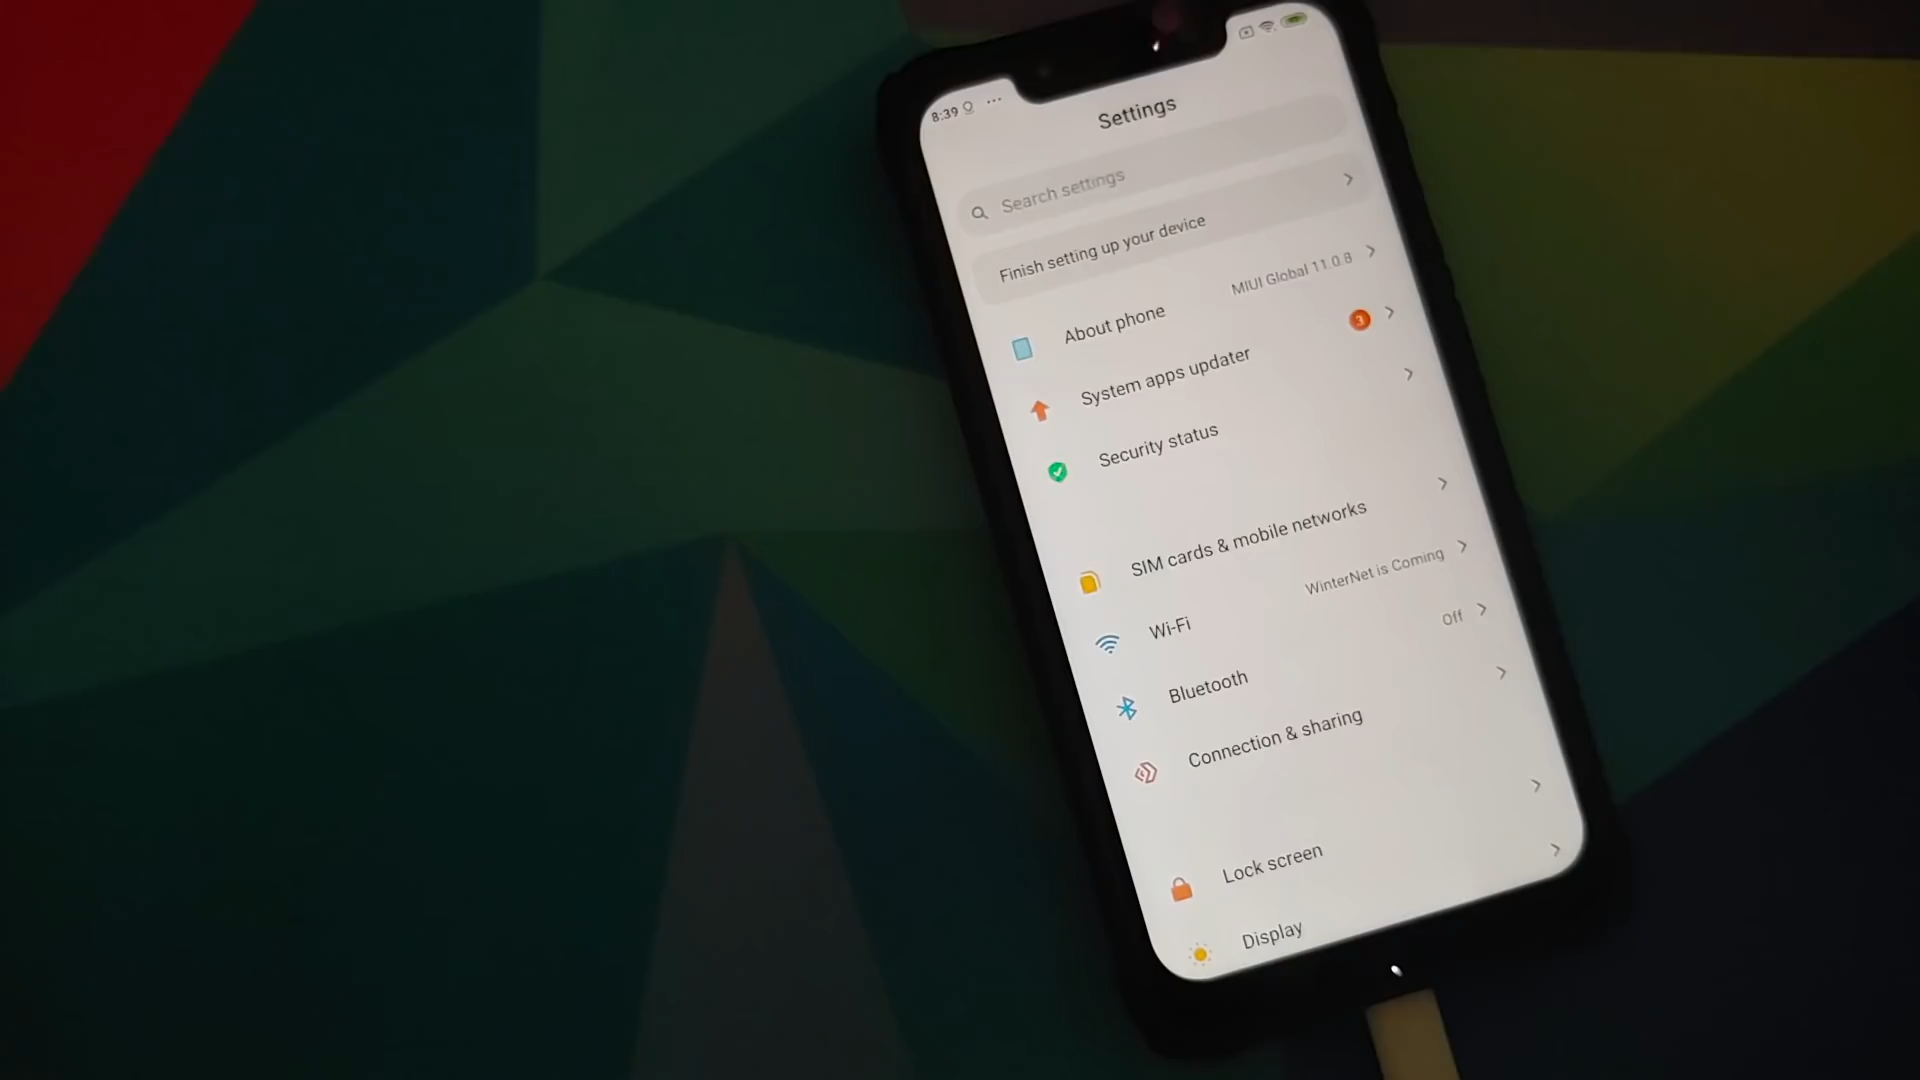 8:39 ...
Settings
Search settings
Finish setting up your device
About phone MIUI Global 11.0.8
System apps updater 3
Security status
SIM cards & mobile networks
Wi-Fi WinterNet is Coming
Bluetooth Off
Connection & sharing
Lock screen
Display